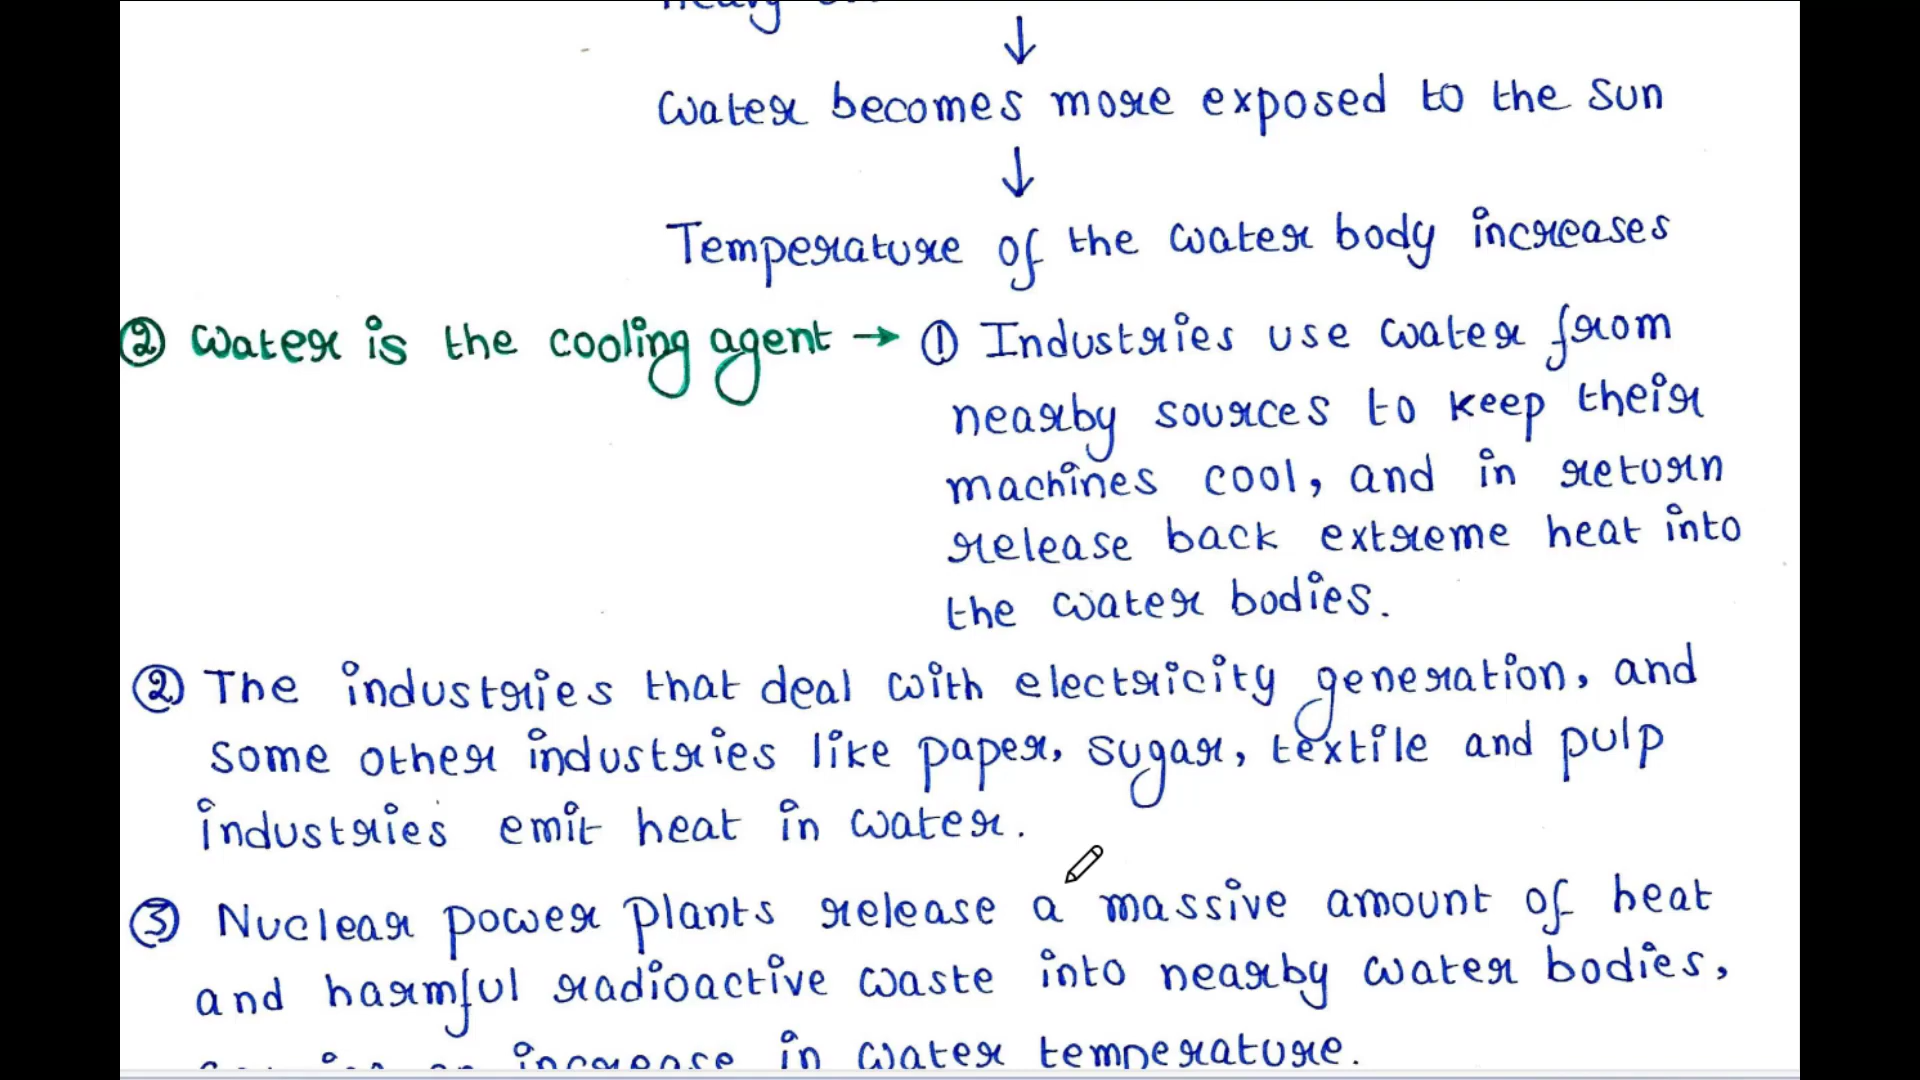 ↓
Water becomes more exposed to the sun
↓
Temperature of the water body increases
② Water is the cooling agent → ① Industries use water from
nearby sources to keep their
machines cool, and in return
release back extreme heat into
the water bodies.
② The industries that deal with electricity generation, and
some other industries like paper, sugar, textile and pulp
industries emit heat in water.
③ Nuclear power plants release a massive amount of heat
and harmful radioactive waste into nearby water bodies,
increase in water temperature.